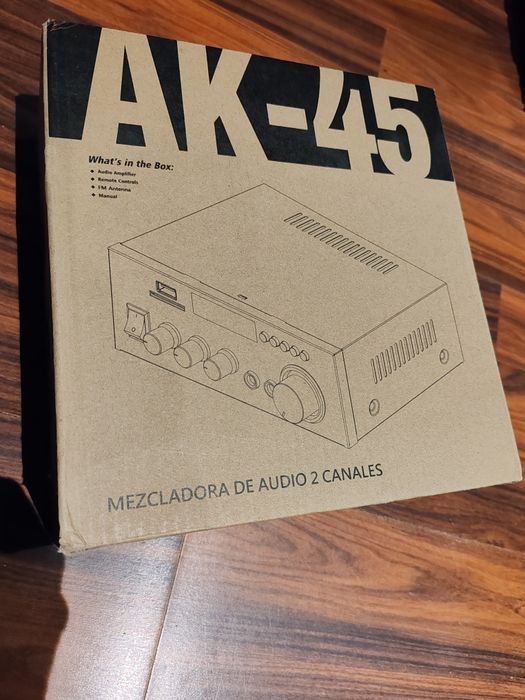 AK-45
What's in the Box:
◆ Audio Amplifier
◆ Remote Controls
◆ FM Antenna
◆ Manual
MEZCLADORA DE AUDIO 2 CANALES